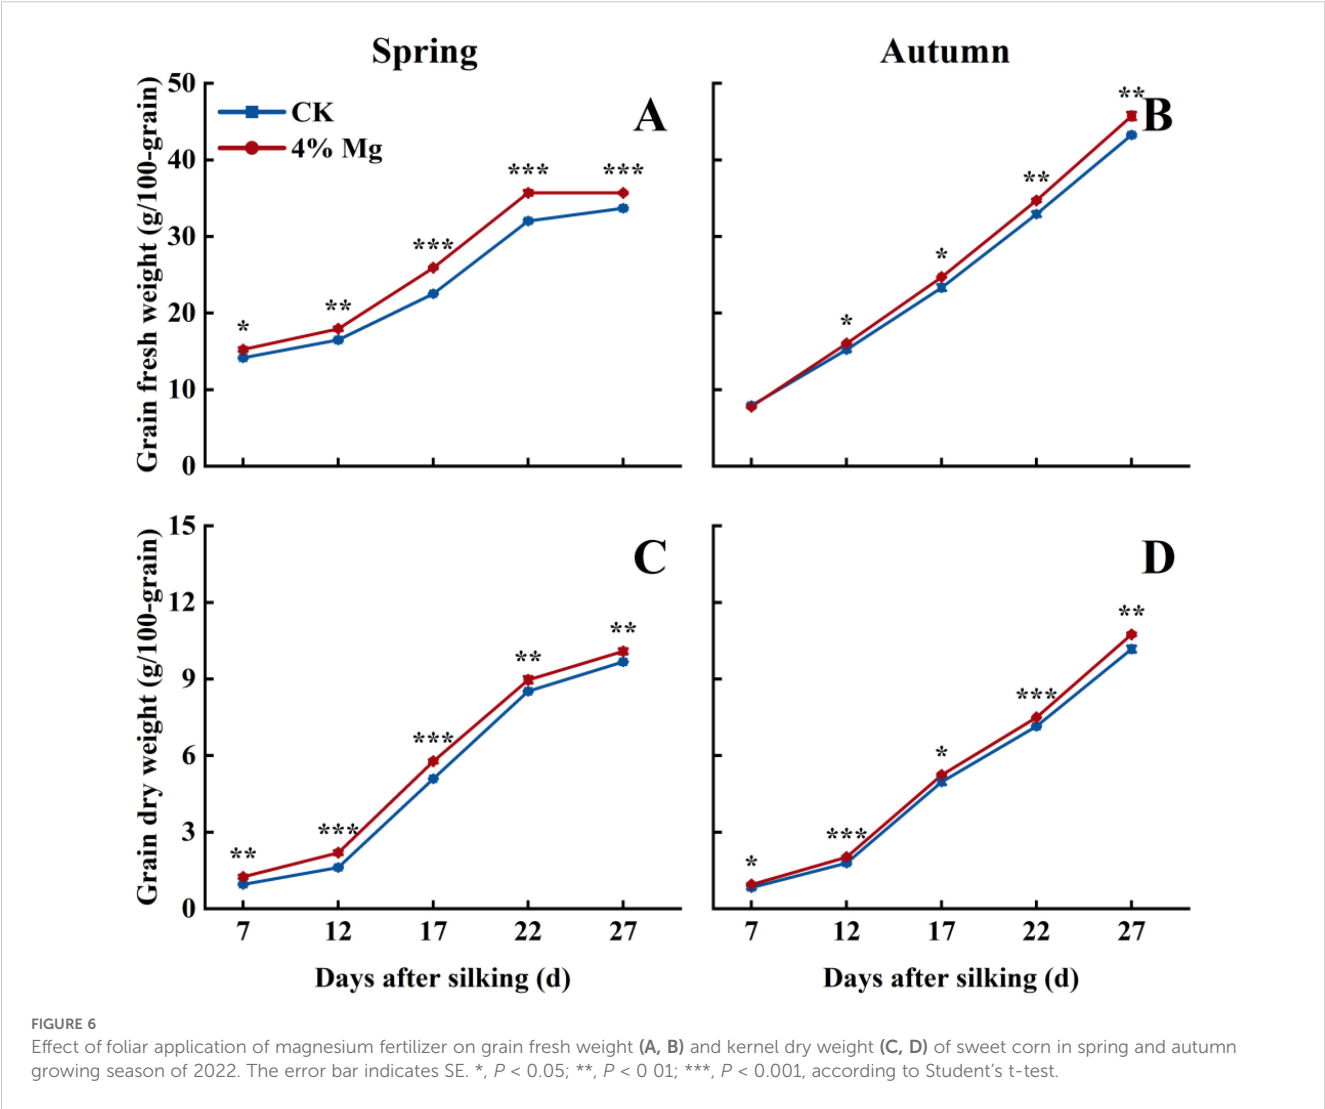 Spring
Autumn
Grain fresh weight (g/100-grain)
50
40
30
20
10
0
CK
4% Mg
A
*
**
***
***
***
B
*
*
**
**
Grain dry weight (g/100-grain)
15
12
9
6
3
0
C
**
***
***
**
**
D
*
***
*
***
**
7 12 17 22 27
7 12 17 22 27
Days after silking (d)
Days after silking (d)
FIGURE 6
Effect of foliar application of magnesium fertilizer on grain fresh weight (A, B) and kernel dry weight (C, D) of sweet corn in spring and autumn
growing season of 2022. The error bar indicates SE. *, P < 0.05; **, P < 0 01; ***, P < 0.001, according to Student's t-test.